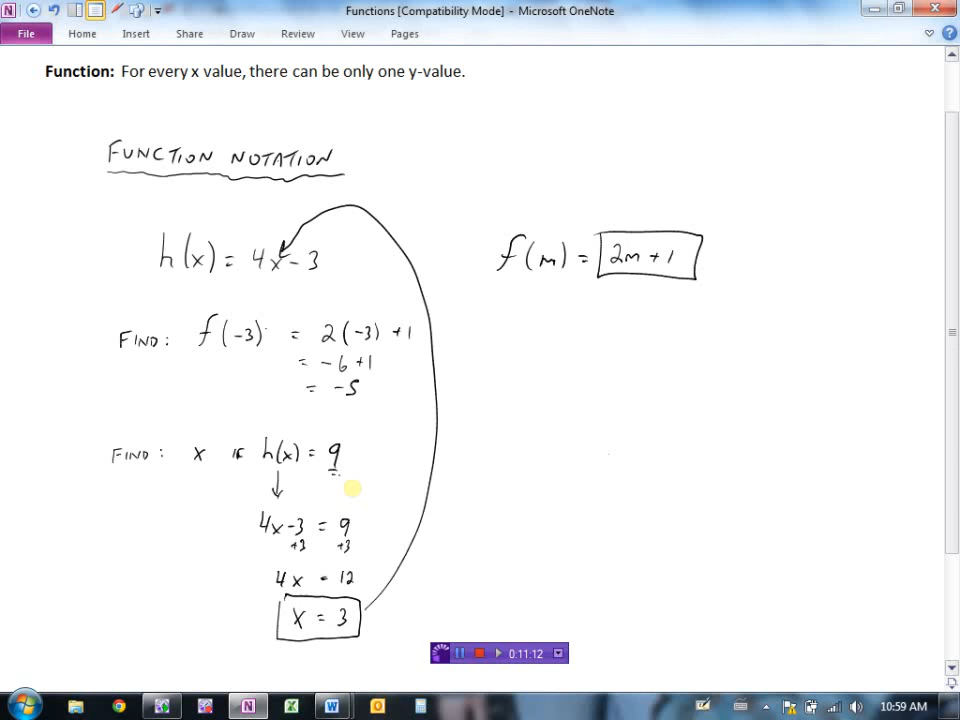 Functions [Compatibility Mode] - Microsoft OneNote
File Home Insert Share Draw Review View Pages
Function: For every x value, there can be only one y-value.
FUNCTION NOTATION
h(x) = 4x - 3
f(m) = 2m + 1
FIND: f(-3) = 2(-3) + 1
= -6 + 1
= -5
FIND: x if h(x) = 9
4x - 3 = 9
+3 +3
4x = 12
x = 3
0:11:12
10:59 AM